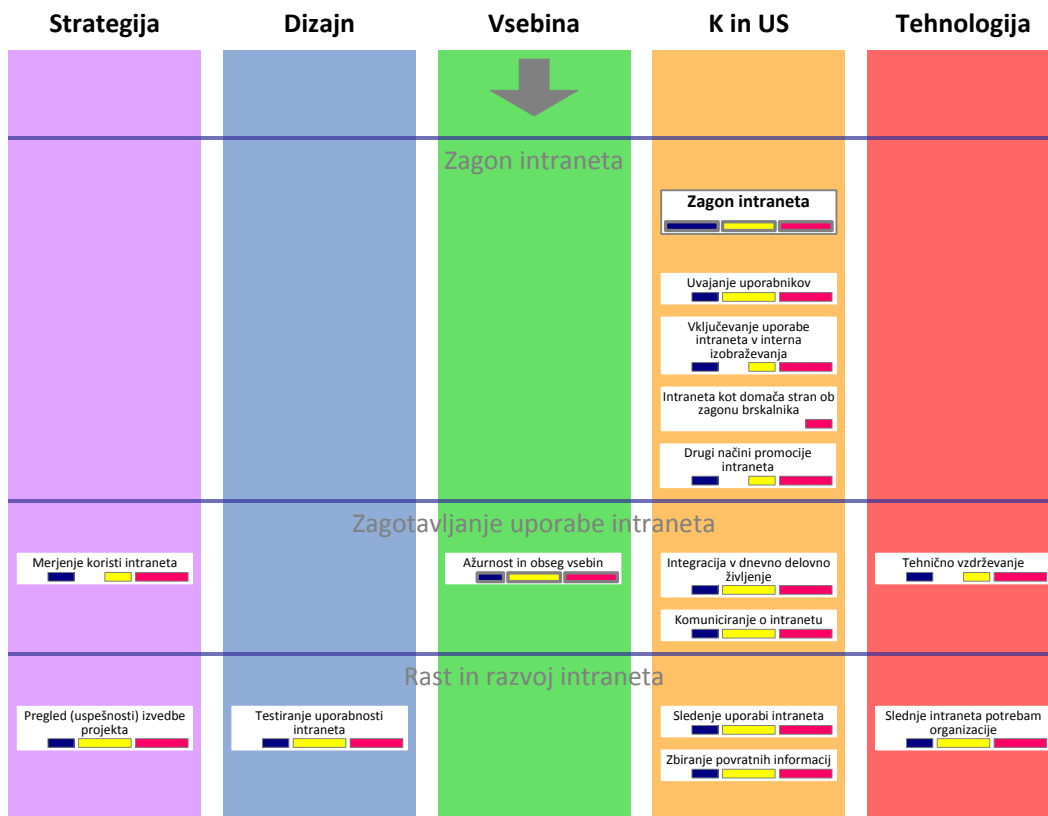 Strategija
Dizajn
Vsebina
K in US
Tehnologija
Zagon intraneta
Zagon intraneta
Uvajanje uporabnikov
Vključevanje uporabe
intraneta v interna
izobraževanja
Intraneta kot domača stran ob
zagonu brskalnika
Drugi načini promocije
intraneta
Zagotavljanje uporabe intraneta
Merjenje koristi intraneta
Ažurnost in obseg vsebin
Integracija v dnevno delovno
življenje
Tehnično vzdrževanje
Komuniciranje o intranetu
Rast in razvoj intraneta
Pregled (uspešnosti) izvedbe
projekta
Testiranje uporabnosti
intraneta
Sledenje uporabi intraneta
Slednje intraneta potrebam
organizacije
Zbiranje povratnih informacij